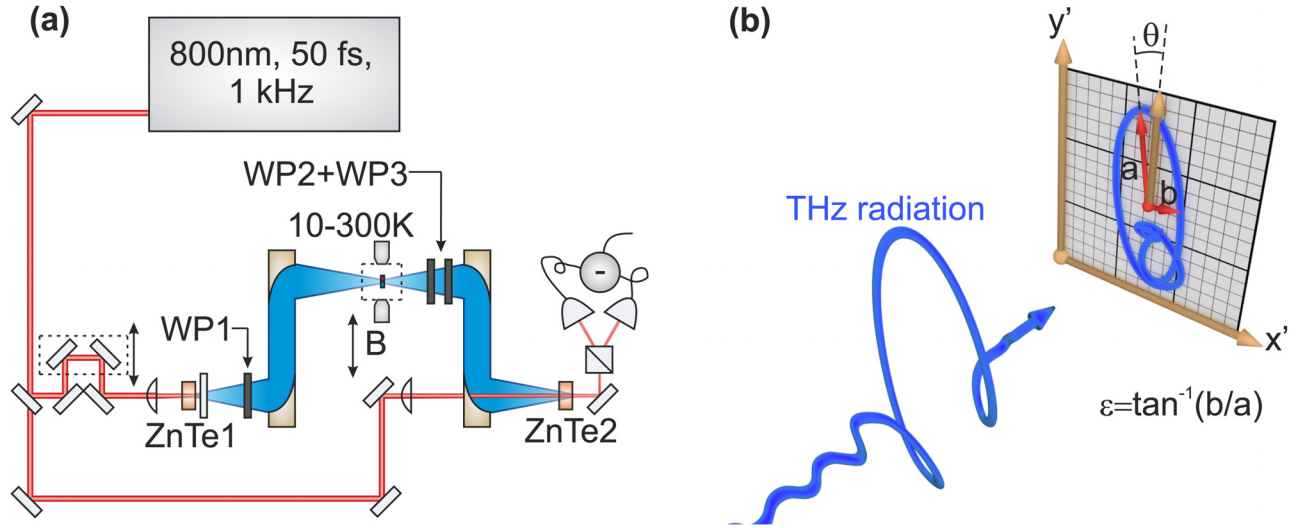 (a)
800nm, 50 fs,
1 kHz
WP2+WP3
10-300K
-
WP1
B
ZnTe1
ZnTe2
(b)
y’
θ
a
b
THz radiation
x’
ε=tan⁻¹(b/a)